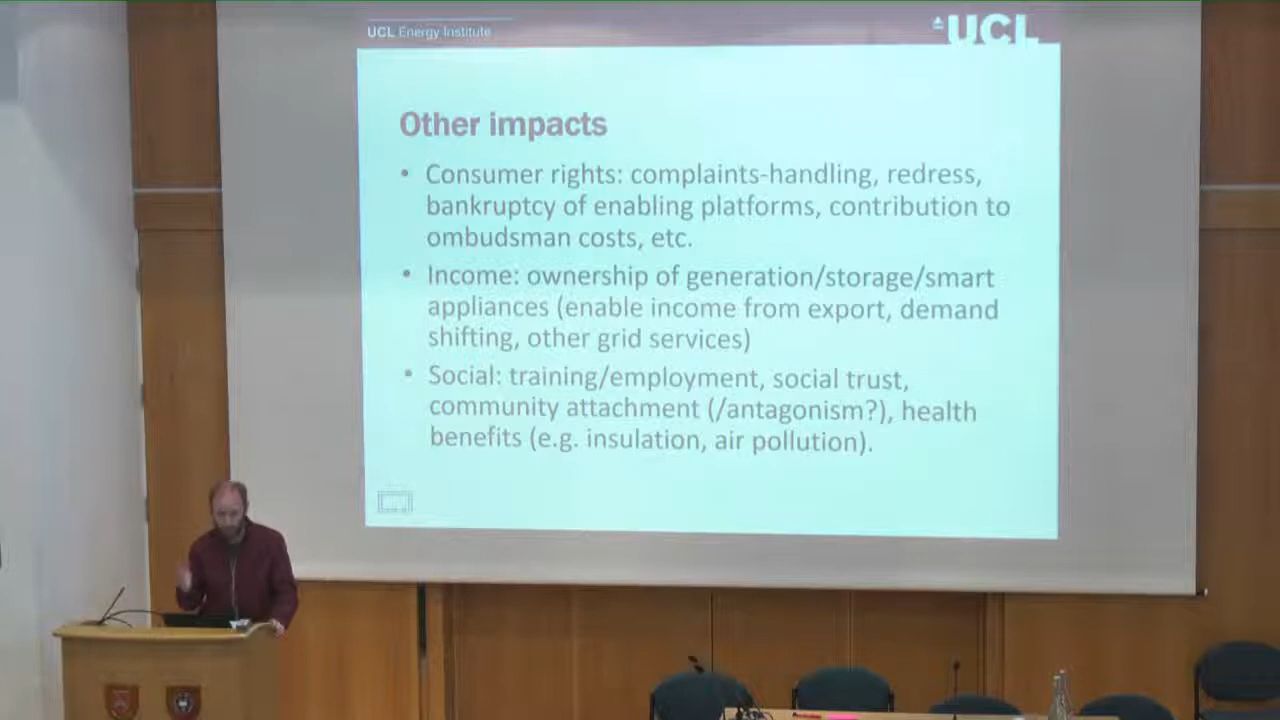 UCL Energy Institute
UCL
Other impacts
• Consumer rights: complaints-handling, redress,
bankruptcy of enabling platforms, contribution to
ombudsman costs, etc.
• Income: ownership of generation/storage/smart
appliances (enable income from export, demand
shifting, other grid services)
• Social: training/employment, social trust,
community attachment (/antagonism?), health
benefits (e.g. insulation, air pollution).